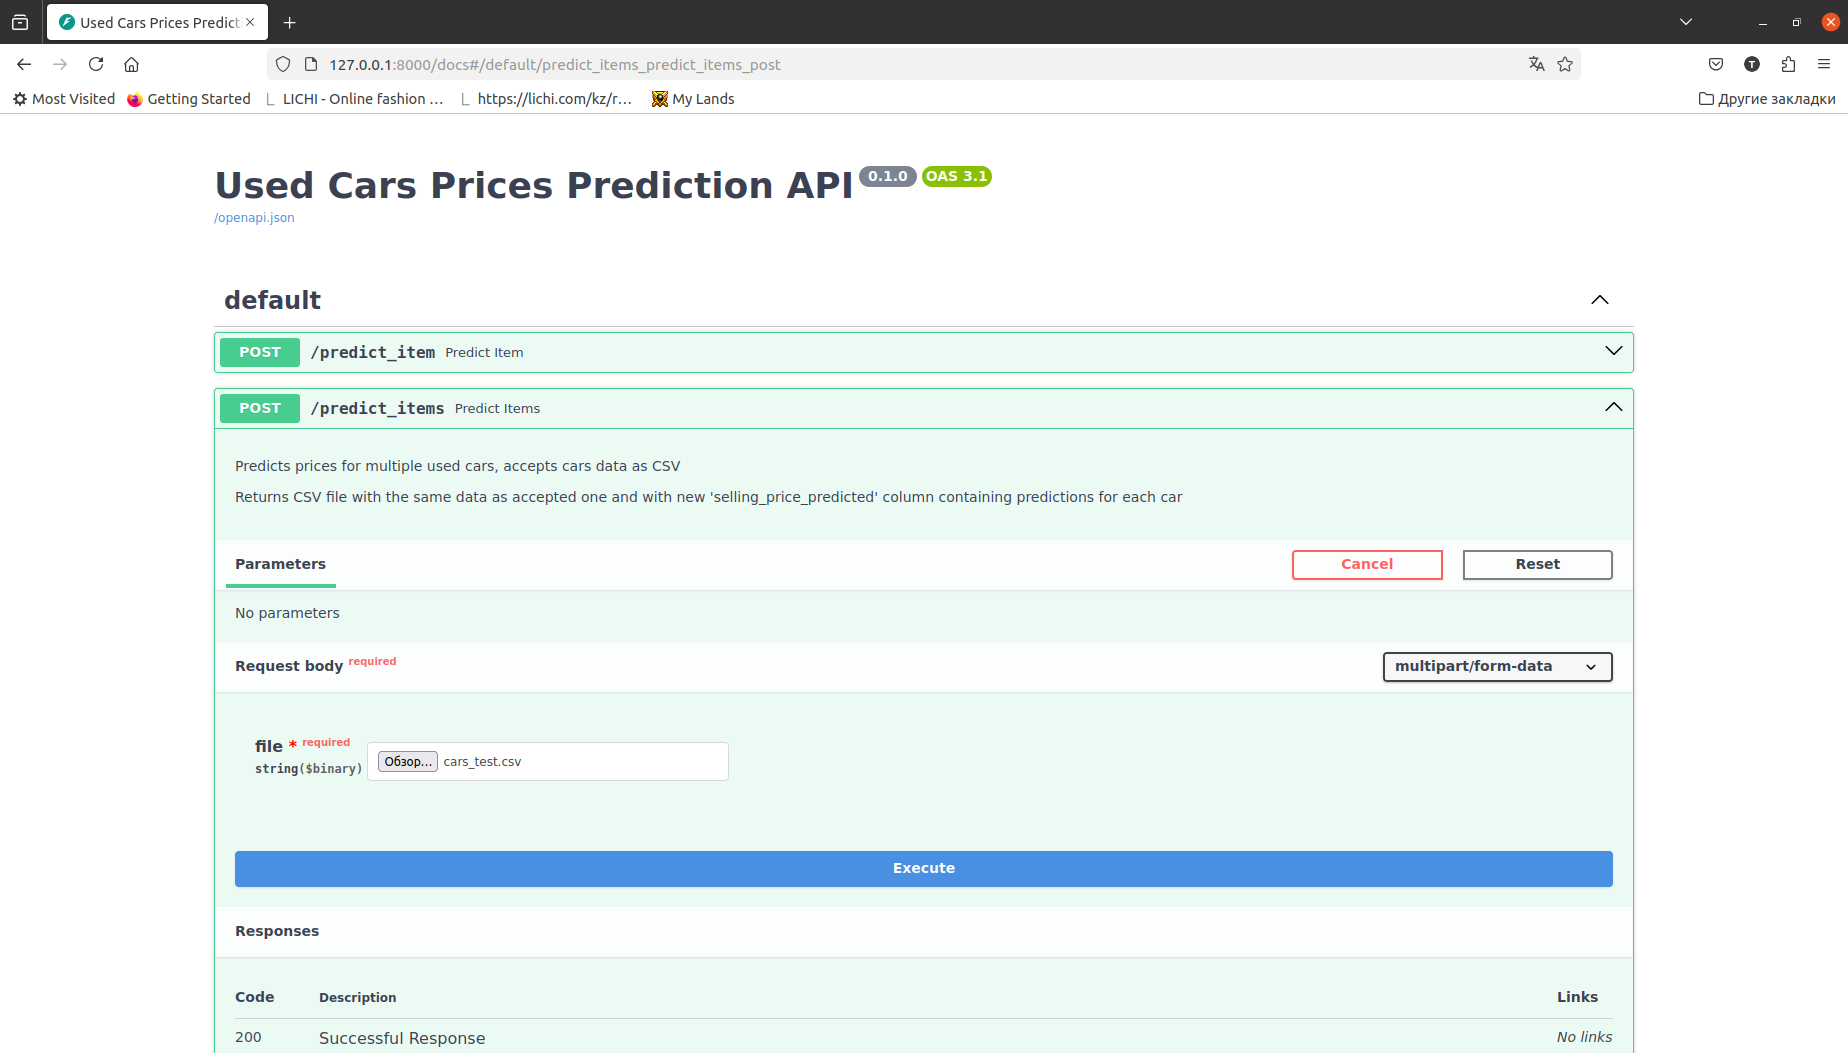 Used Cars Prices Predict
127.0.0.1:8000/docs#/default/predict_items_predict_items_post
T
Most Visited Getting Started LICHI - Online fashion … https://lichi.com/kz/r… My Lands Другие закладки
Used Cars Prices Prediction API 0.1.0 OAS 3.1
/openapi.json
default
POST /predict_item Predict Item
POST /predict_items Predict Items
Predicts prices for multiple used cars, accepts cars data as CSV
Returns CSV file with the same data as accepted one and with new 'selling_price_predicted' column containing predictions for each car
Parameters Cancel Reset
No parameters
Request body required multipart/form-data
file * required
string($binary) Обзор... cars_test.csv
Execute
Responses
Code Description Links
200 Successful Response No links